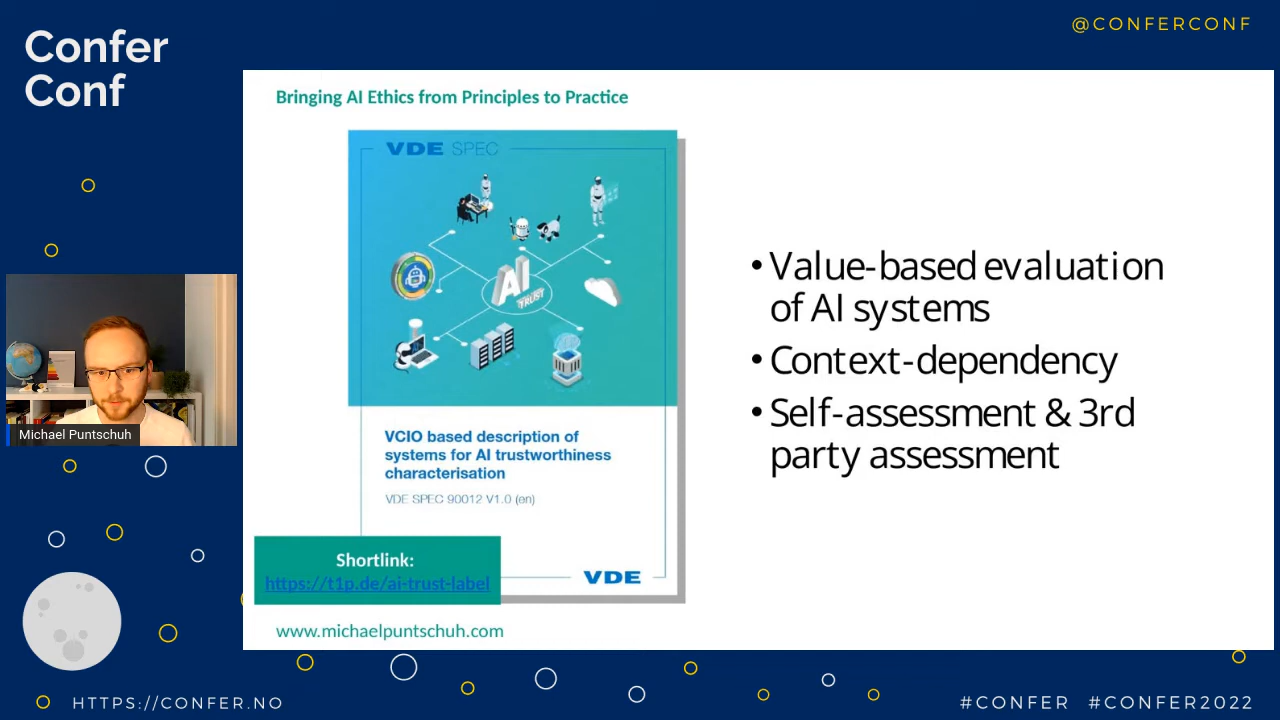 Confer
Conf
@CONFERCONF
Bringing AI Ethics from Principles to Practice
VDE SPEC
AI
TRUST
VCIO based description of
systems for AI trustworthiness
characterisation
VDE SPEC 90012 V1.0 (en)
VDE
Shortlink:
https://t1p.de/ai-trust-label
www.michaelpuntschuh.com
• Value-based evaluation
of AI systems
• Context-dependency
• Self-assessment & 3rd
party assessment
Michael Puntschuh
HTTPS://CONFER.NO
#CONFER #CONFER2022